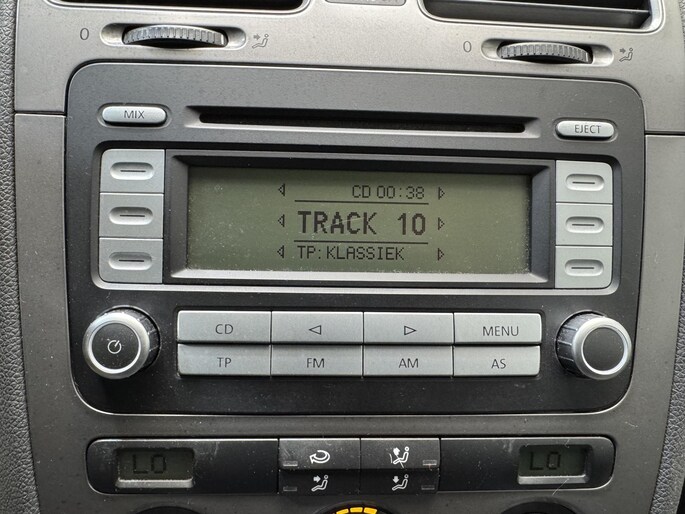 0
0
MIX
EJECT
CD 00:38
TRACK 10
TP: KLASSIEK
CD
MENU
TP
FM
AM
AS
LO
LO